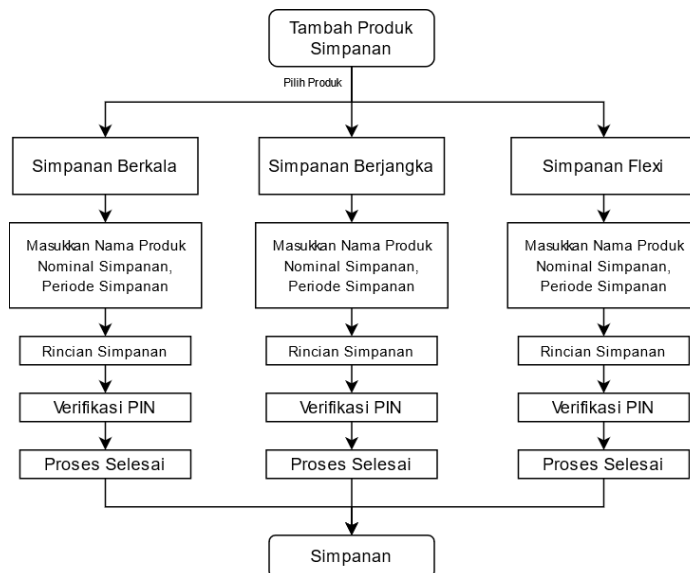 Tambah Produk
Simpanan
Pilih Produk
Simpanan Berkala
Simpanan Berjangka
Simpanan Flexi
Masukkan Nama Produk
Nominal Simpanan,
Periode Simpanan
Masukkan Nama Produk
Nominal Simpanan,
Periode Simpanan
Masukkan Nama Produk
Nominal Simpanan,
Periode Simpanan
Rincian Simpanan
Rincian Simpanan
Rincian Simpanan
Verifikasi PIN
Verifikasi PIN
Verifikasi PIN
Proses Selesai
Proses Selesai
Proses Selesai
Simpanan